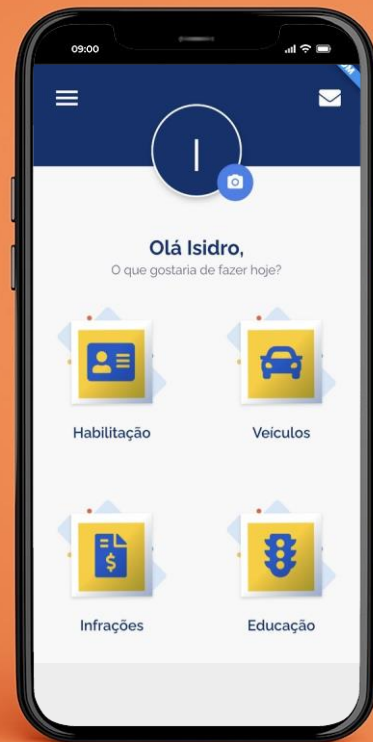 09:00
I
Olá Isidro,
O que gostaria de fazer hoje?
Habilitação
Veículos
Infrações
Educação